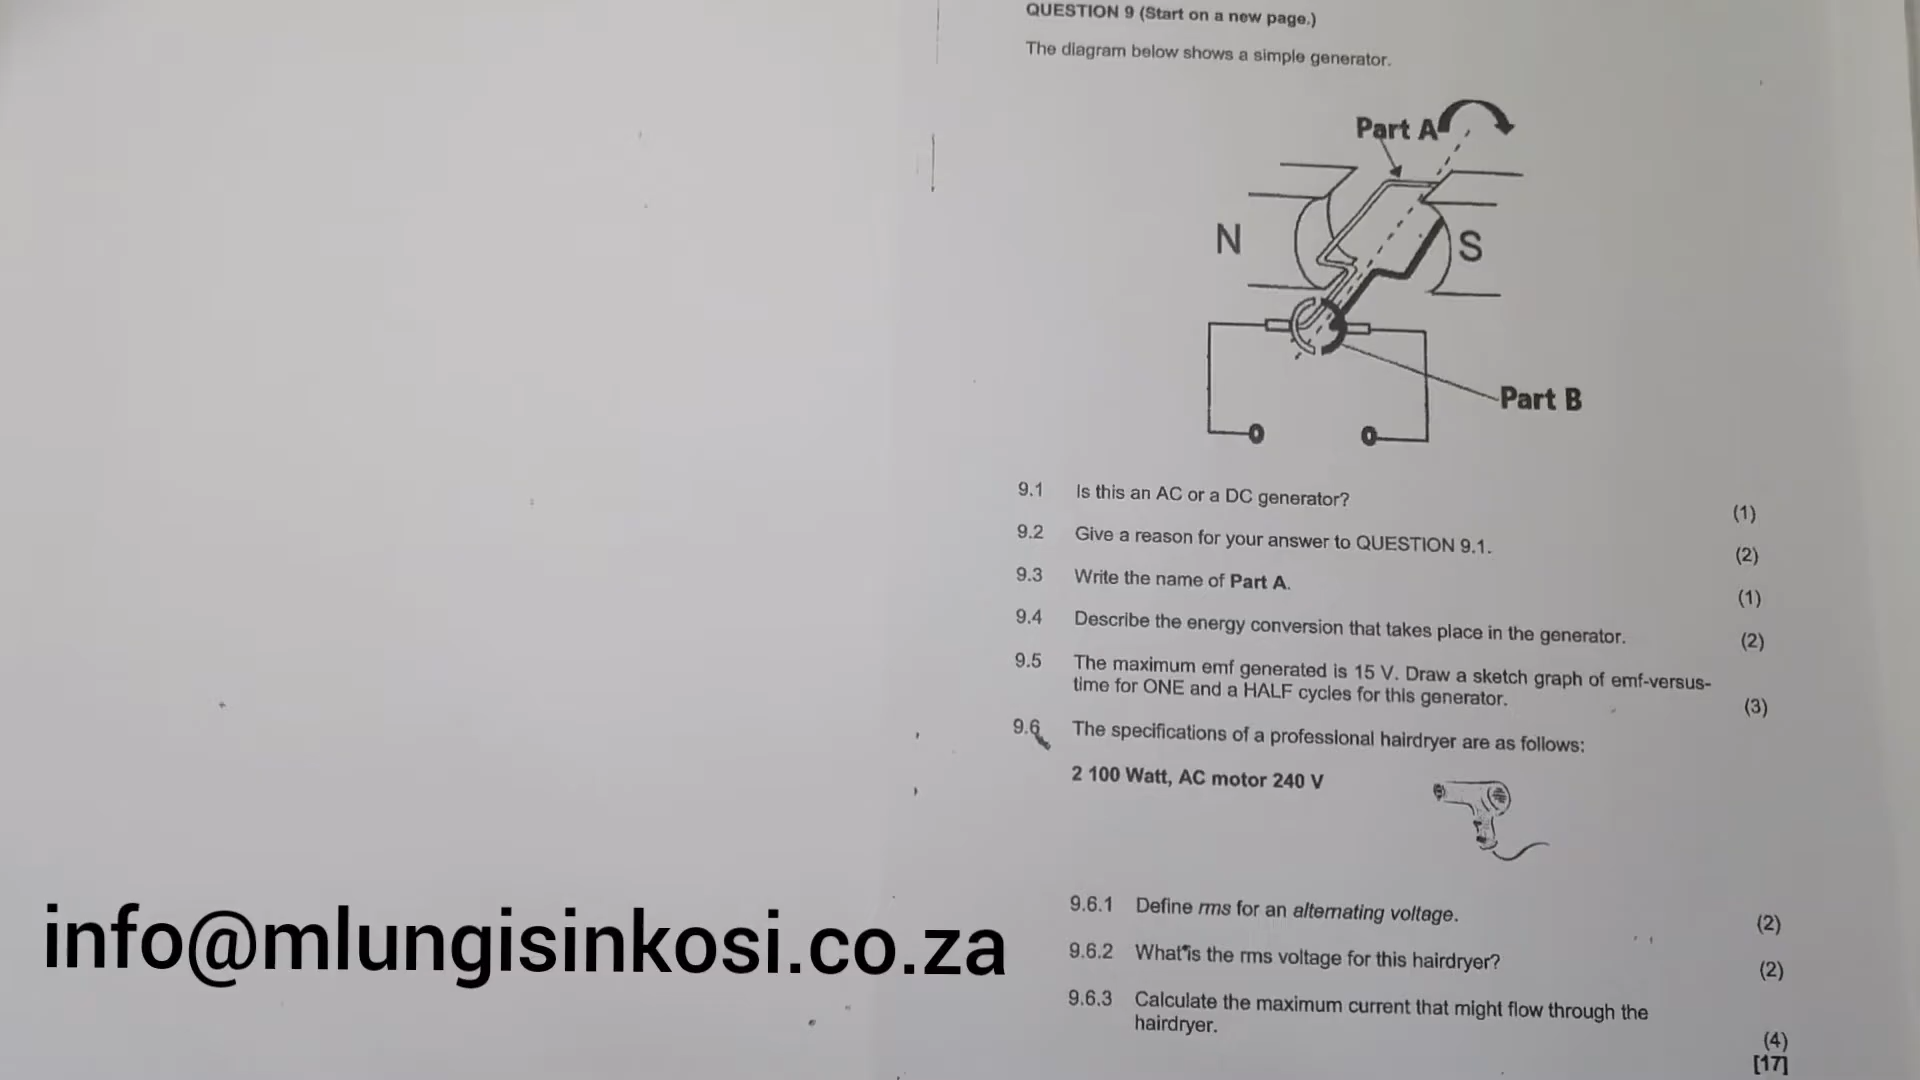 QUESTION 9 (Start on a new page.)
The diagram below shows a simple generator.
Part A
N
S
Part B
9.1 Is this an AC or a DC generator? (1)
9.2 Give a reason for your answer to QUESTION 9.1. (2)
9.3 Write the name of Part A. (1)
9.4 Describe the energy conversion that takes place in the generator. (2)
9.5 The maximum emf generated is 15 V. Draw a sketch graph of emf-versus-
time for ONE and a HALF cycles for this generator. (3)
9.6 The specifications of a professional hairdryer are as follows:
2 100 Watt, AC motor 240 V
9.6.1 Define rms for an alternating voltage. (2)
9.6.2 What is the rms voltage for this hairdryer? (2)
9.6.3 Calculate the maximum current that might flow through the
hairdryer. (4)
[17]
info@mlungisinkosi.co.za